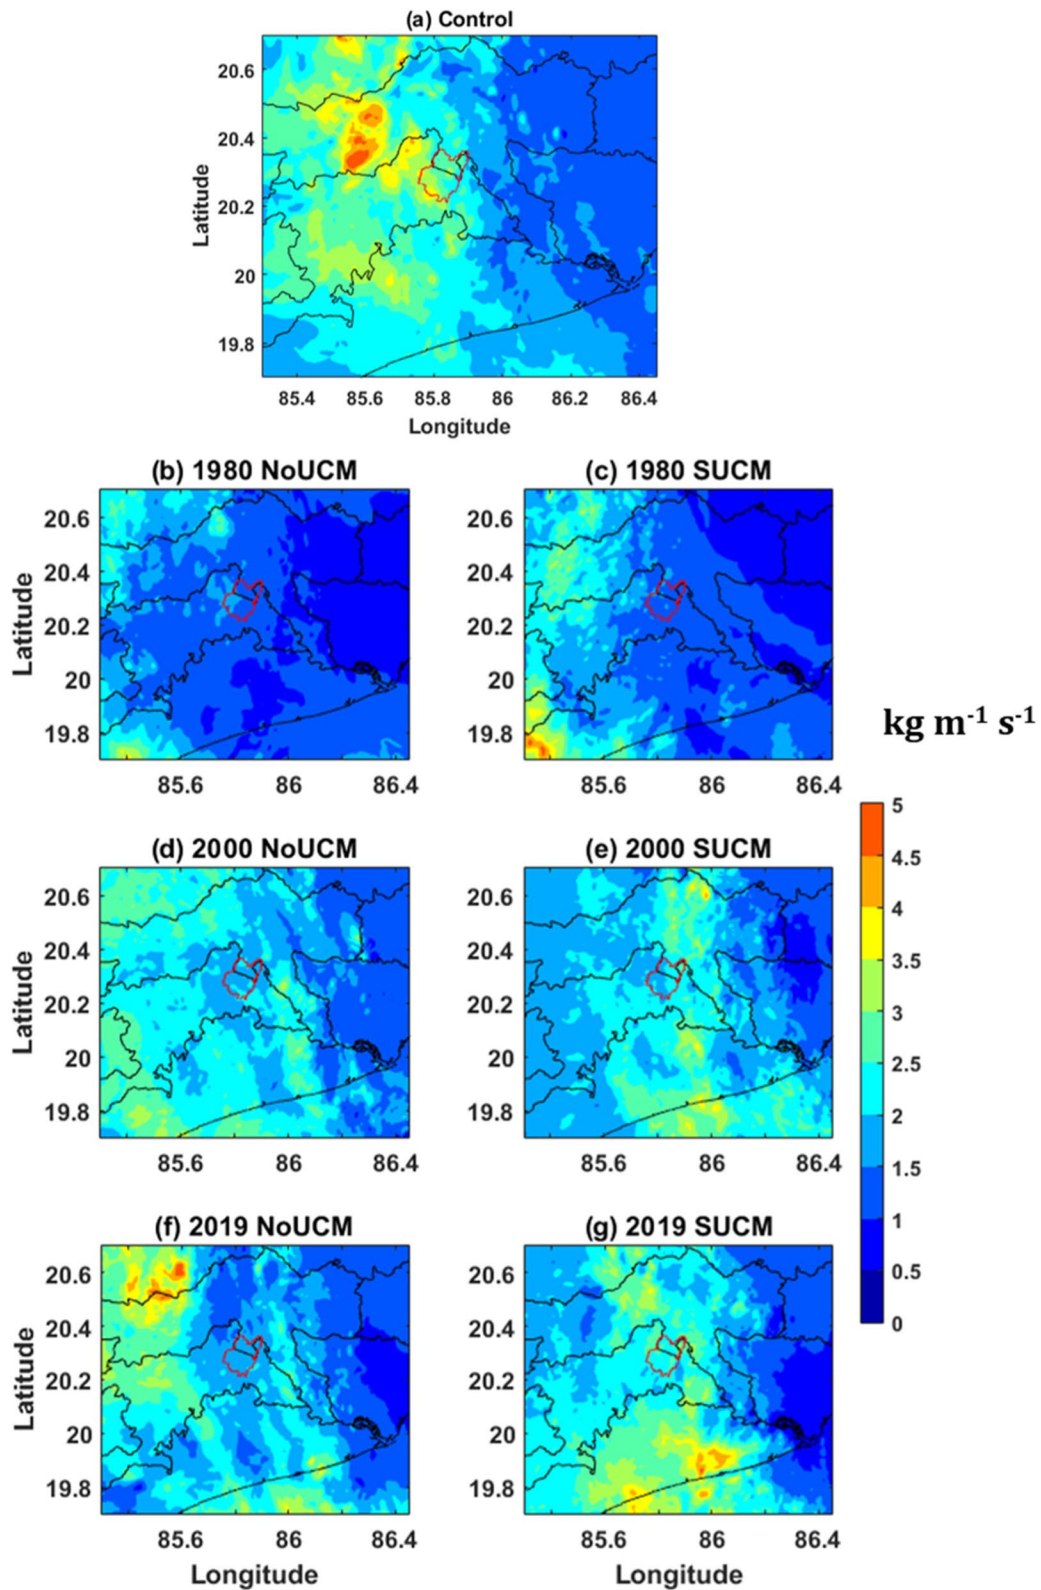 (a) Control
20.6
20.4
20.2
20
19.8
Latitude
85.4 85.6 85.8 86 86.2 86.4
Longitude
(b) 1980 NoUCM
20.6
20.4
20.2
20
19.8
Latitude
85.6 86 86.4
(c) 1980 SUCM
20.6
20.4
20.2
20
19.8
85.6 86 86.4
(d) 2000 NoUCM
20.6
20.4
20.2
20
19.8
Latitude
85.6 86 86.4
(e) 2000 SUCM
20.6
20.4
20.2
20
19.8
85.6 86 86.4
(f) 2019 NoUCM
20.6
20.4
20.2
20
19.8
Latitude
85.6 86 86.4
Longitude
(g) 2019 SUCM
20.6
20.4
20.2
20
19.8
85.6 86 86.4
Longitude
kg m⁻¹ s⁻¹
5
4.5
4
3.5
3
2.5
2
1.5
1
0.5
0